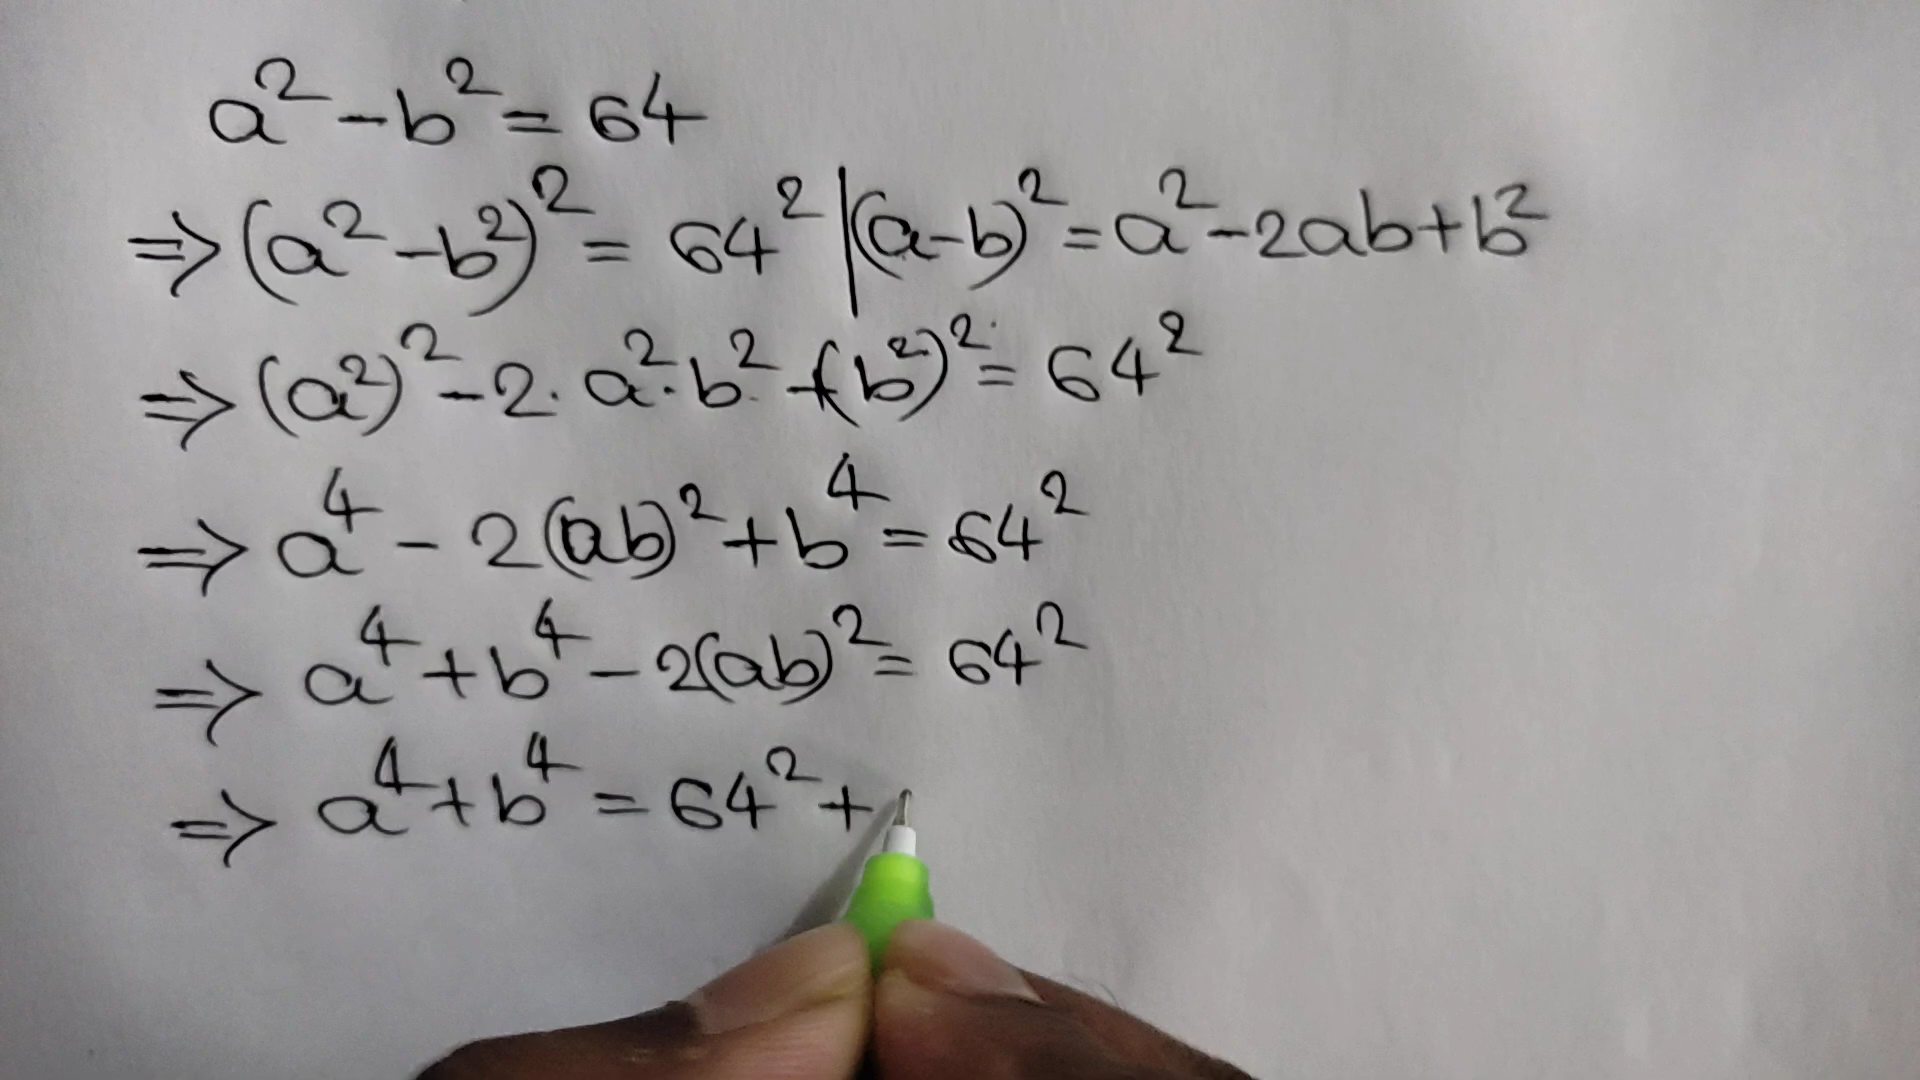 a² - b² = 64
⇒ (a² - b²)² = 64² | (a-b)² = a² - 2ab + b²
⇒ (a²)² - 2. a². b² + (b²)² = 64²
⇒ a⁴ - 2(ab)² + b⁴ = 64²
⇒ a⁴ + b⁴ - 2(ab)² = 64²
⇒ a⁴ + b⁴ = 64² +